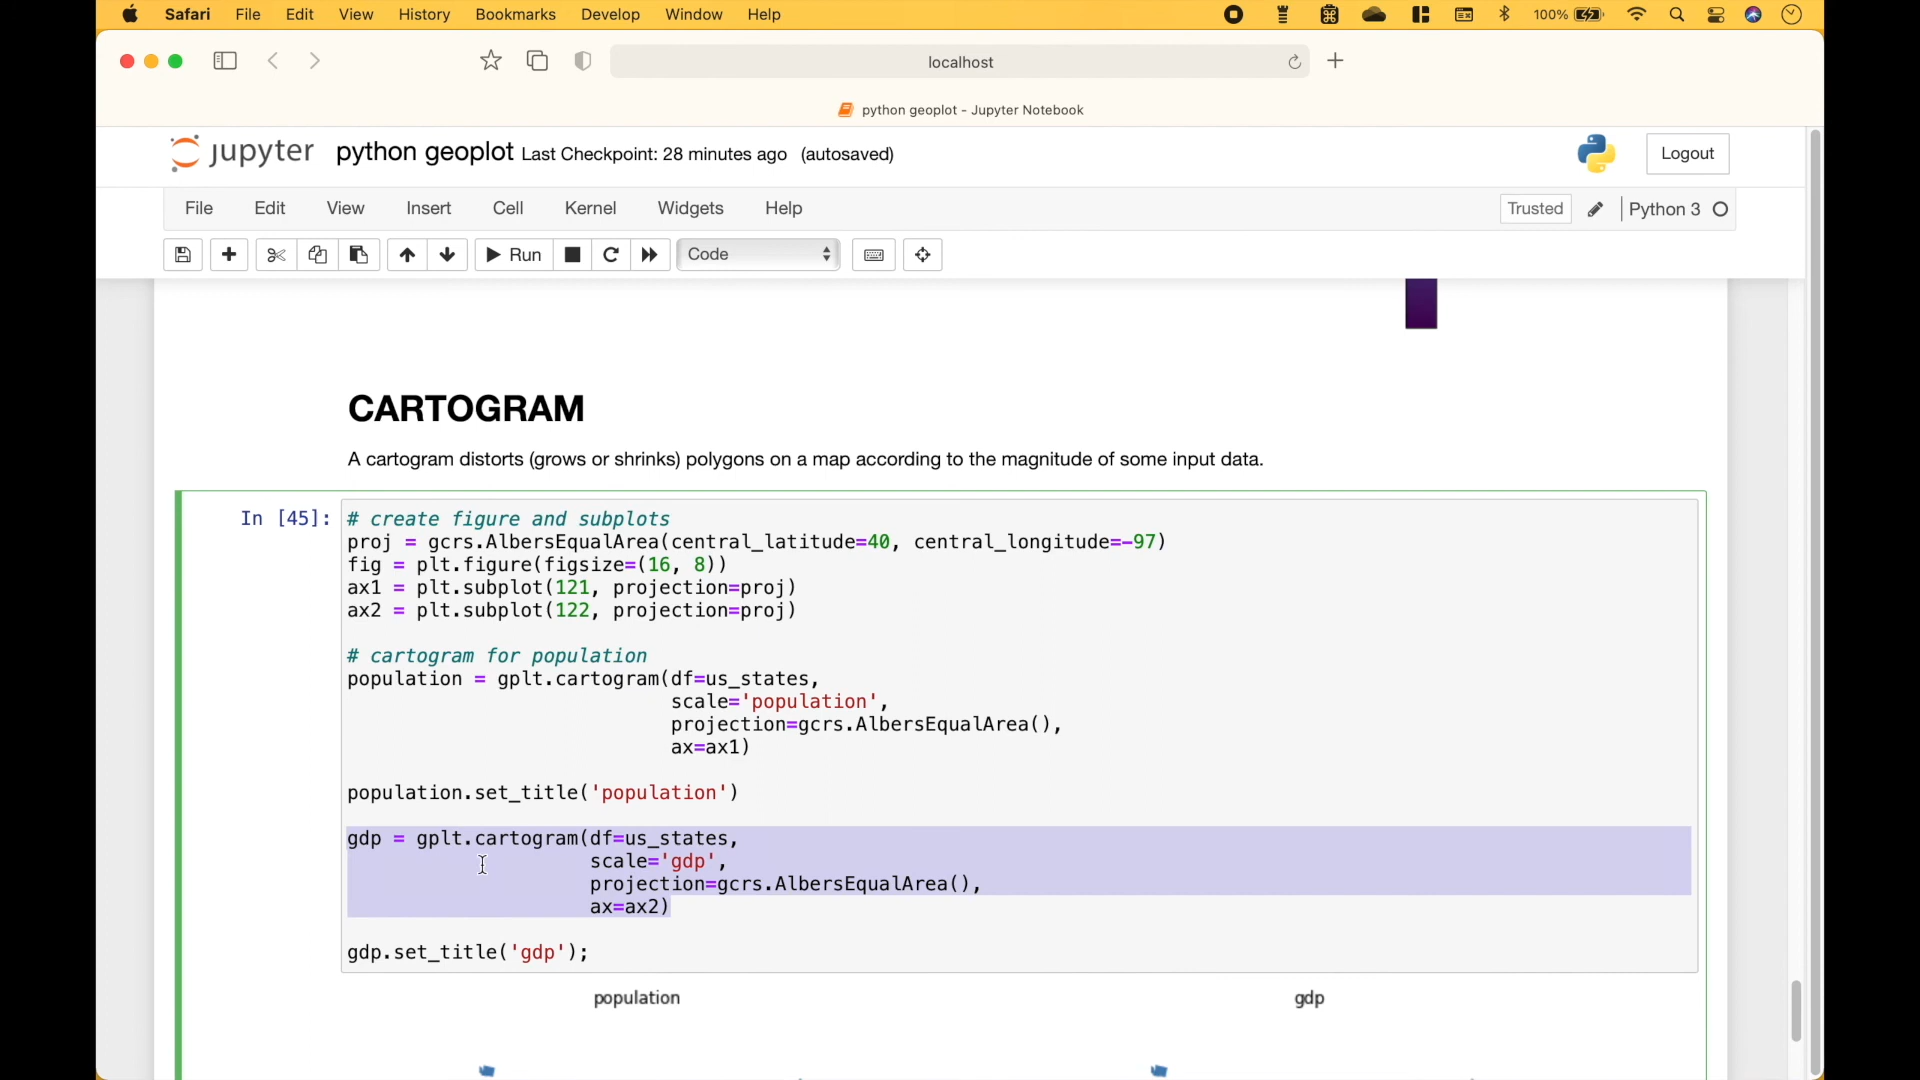 Safari File Edit View History Bookmarks Develop Window Help 100%
localhost
python geoplot - Jupyter Notebook
jupyter python geoplot Last Checkpoint: 28 minutes ago (autosaved) Logout
File Edit View Insert Cell Kernel Widgets Help Trusted Python 3
Run Code
CARTOGRAM
A cartogram distorts (grows or shrinks) polygons on a map according to the magnitude of some input data.
In [45]: # create figure and subplots
proj = gcrs.AlbersEqualArea(central_latitude=40, central_longitude=-97)
fig = plt.figure(figsize=(16, 8))
ax1 = plt.subplot(121, projection=proj)
ax2 = plt.subplot(122, projection=proj)
# cartogram for population
population = gplt.cartogram(df=us_states,
scale='population',
projection=gcrs.AlbersEqualArea(),
ax=ax1)
population.set_title('population')
gdp = gplt.cartogram(df=us_states,
scale='gdp',
projection=gcrs.AlbersEqualArea(),
ax=ax2)
gdp.set_title('gdp');
population gdp